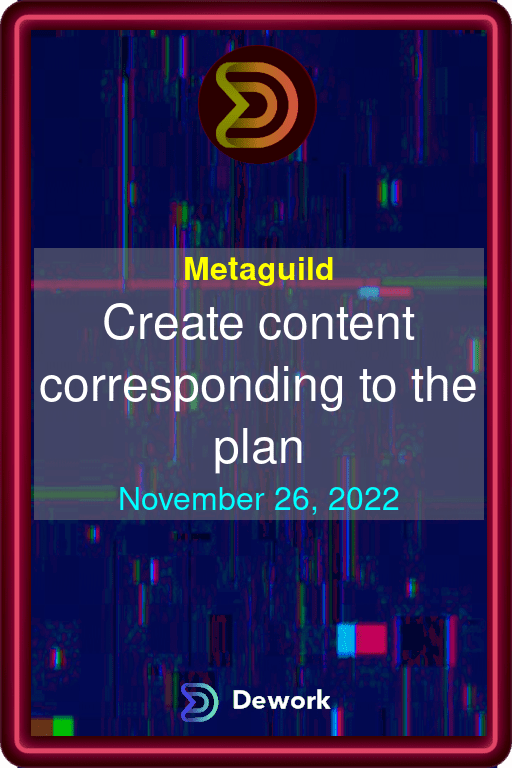 Metaguild
Create content
corresponding to the
plan
November 26, 2022
Dework